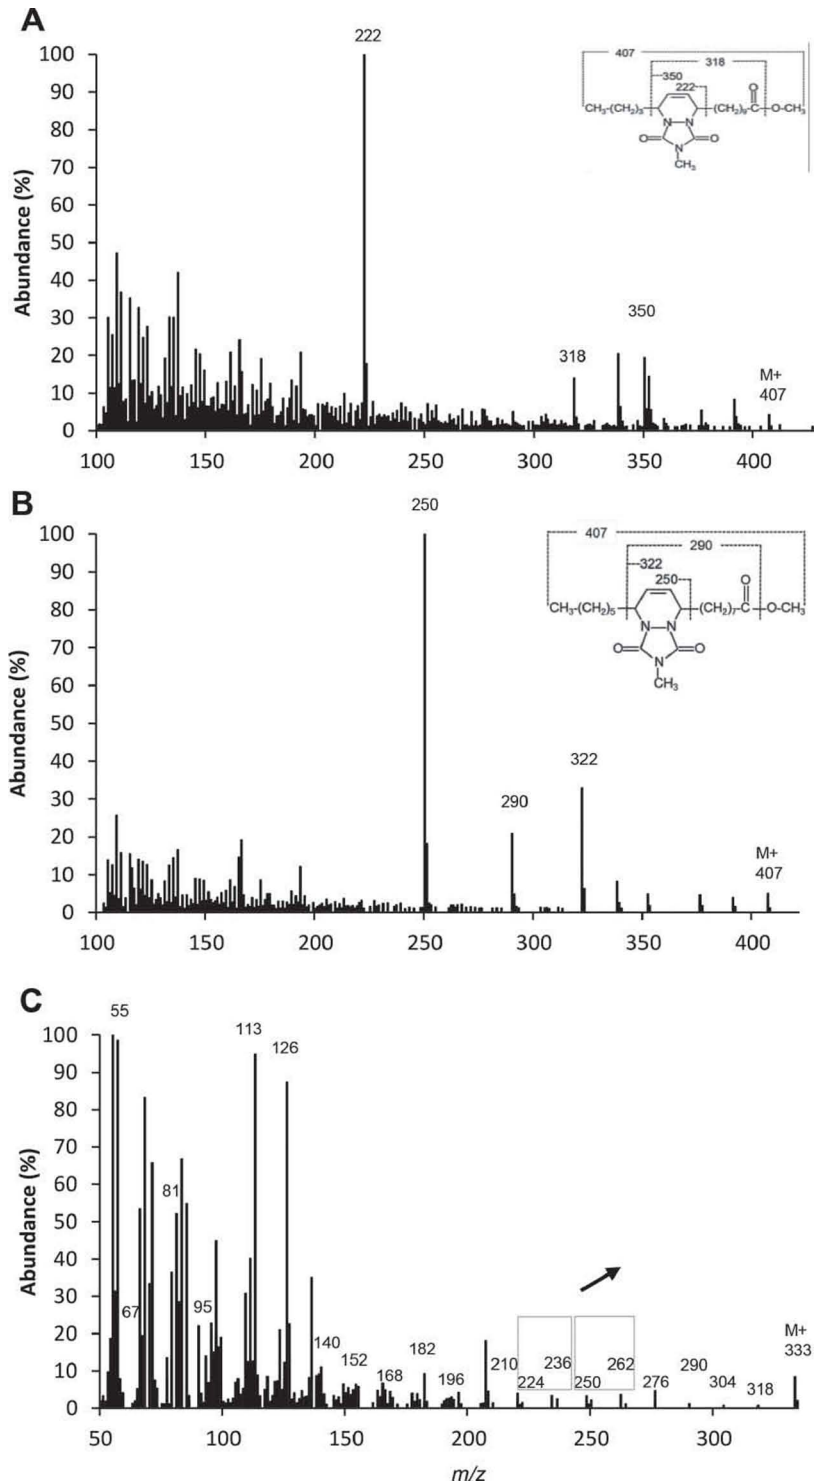 A
222
100
90
80
70
60
50
40
30
20
10
0
Abundance (%)
350
318
M+
407
100 150 200 250 300 350 400
407
318
350
222
O
CH₃-(CH₂)₃ (CH₂)₉ C O-CH₃
N N
O O
N
CH₃
B
250
100
90
80
70
60
50
40
30
20
10
0
Abundance (%)
322
290
M+
407
100 150 200 250 300 350 400
407
290
322
250
O
CH₃-(CH₂)₅ (CH₂)₇ C O-CH₃
N N
O O
N
CH₃
C
55
113
126
100
90
80
70
60
50
40
30
20
10
0
Abundance (%)
81
67
95
140
152
168
182
196
210
224
236
250
262
276
290
304
318
M+
333
50 100 150 200 250 300
m/z